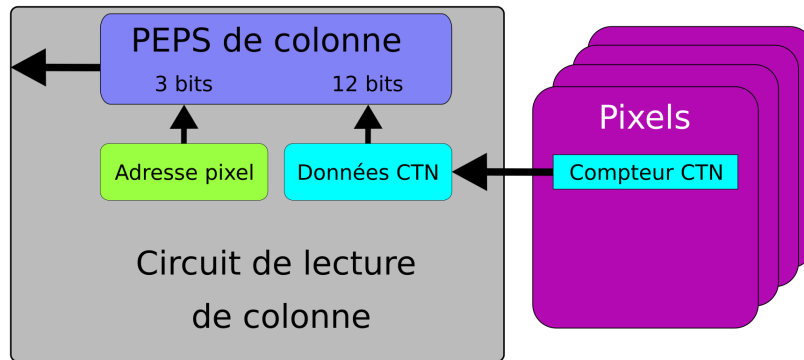 PEPS de colonne
3 bits
12 bits
Adresse pixel
Données CTN
Circuit de lecture
de colonne
Pixels
Compteur CTN